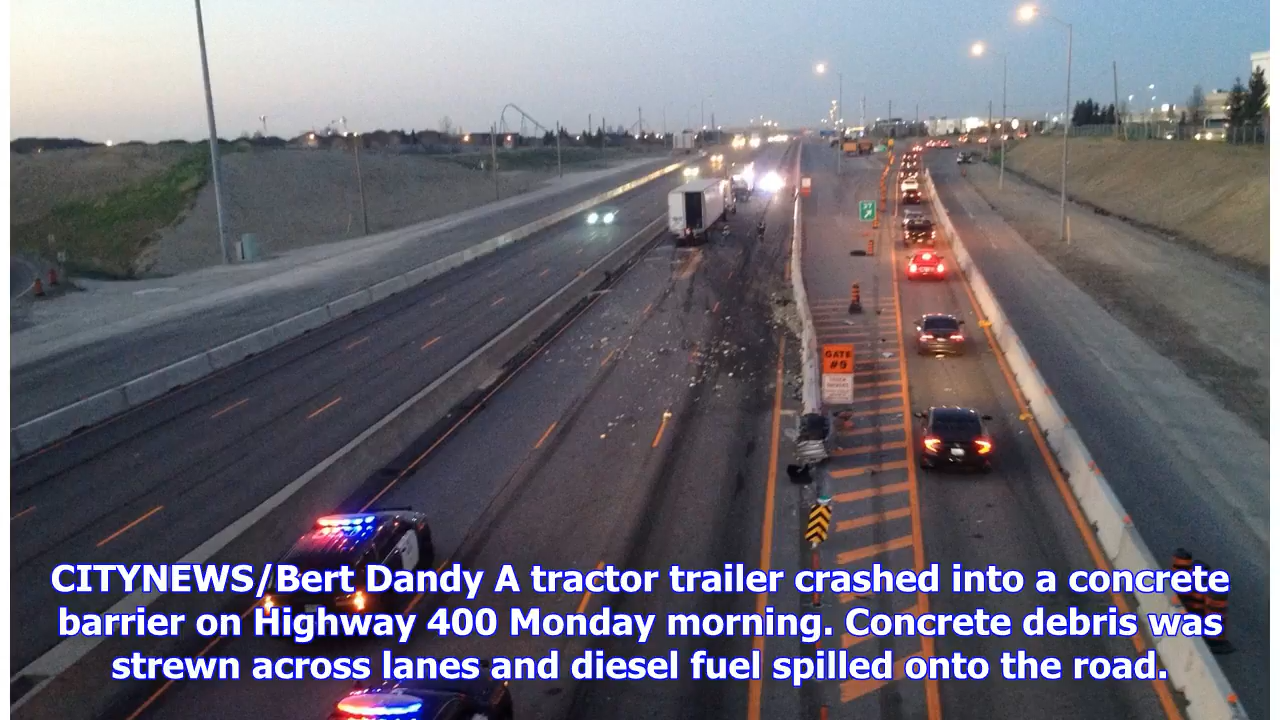 37
GATE
#9
CITYNEWS/Bert Dandy A tractor trailer crashed into a concrete
barrier on Highway 400 Monday morning. Concrete debris was
strewn across lanes and diesel fuel spilled onto the road.